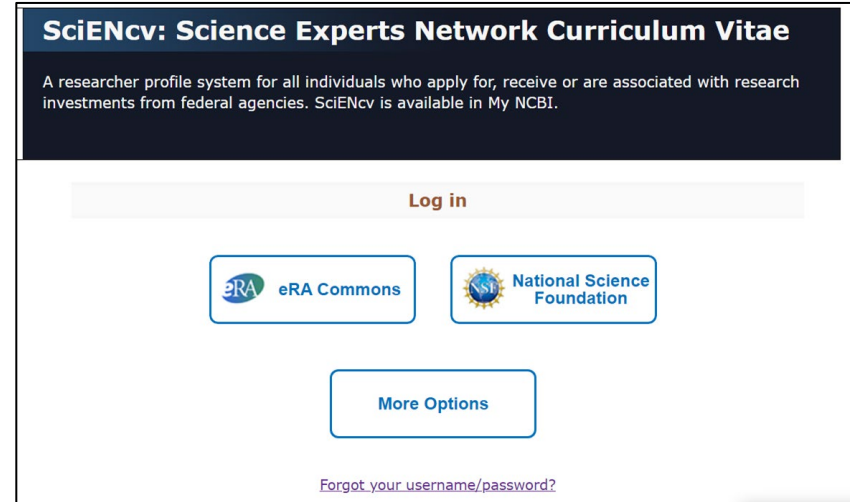 SciENcv: Science Experts Network Curriculum Vitae
A researcher profile system for all individuals who apply for, receive or are associated with research
investments from federal agencies. SciENcv is available in My NCBI.
Log in
eRA eRA Commons
NSF National Science
Foundation
More Options
Forgot your username/password?